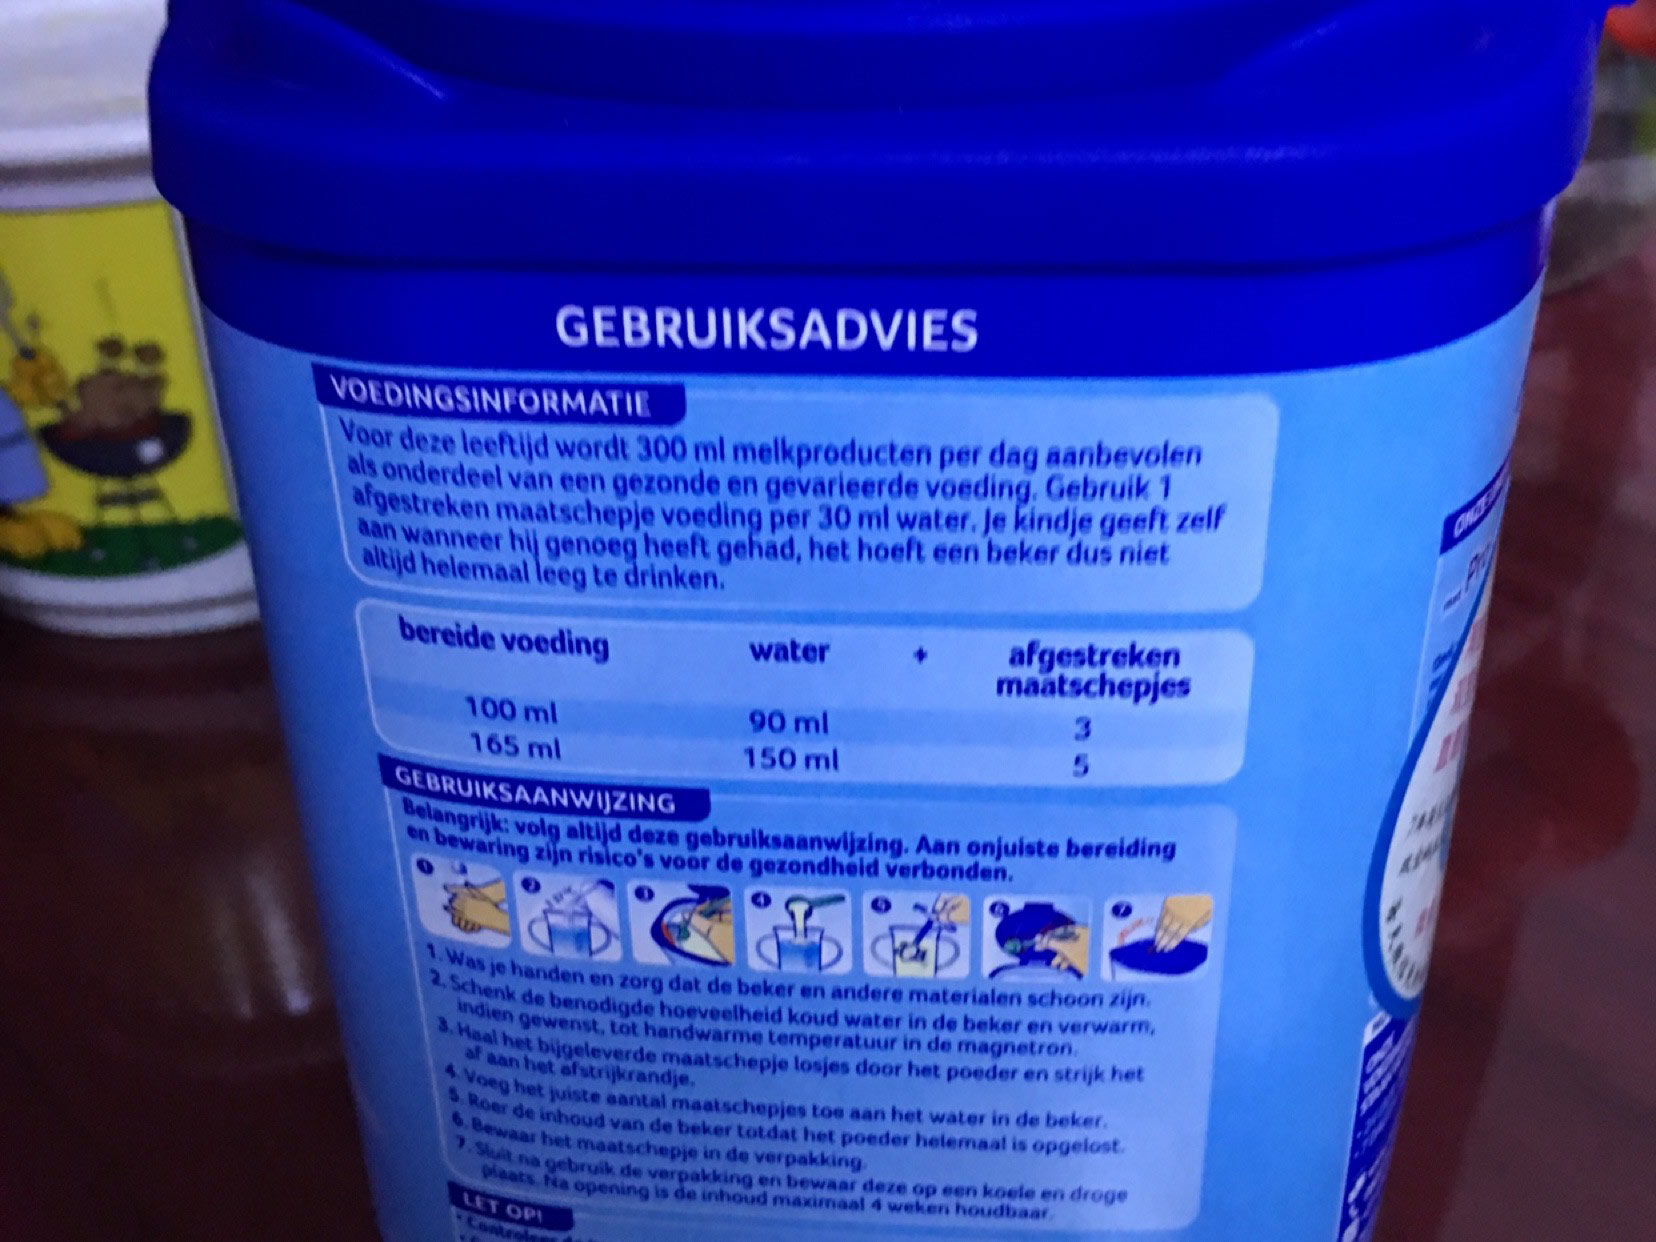 GEBRUIKSADVIES
VOEDINGSINFORMATIE
Voor deze leeftijd wordt 300 ml melkproducten per dag aanbevolen
als onderdeel van een gezonde en gevarieerde voeding. Gebruik 1
afgestreken maatschepje voeding per 30 ml water. Je kindje geeft zelf
aan wanneer hij genoeg heeft gehad, het hoeft een beker dus niet
altijd helemaal leeg te drinken.
bereide voeding water + afgestreken
maatschepjes
100 ml 90 ml 3
165 ml 150 ml 5
GEBRUIKSAANWIJZING
Belangrijk: volg altijd deze gebruiksaanwijzing. Aan onjuiste bereiding
en bewaring zijn risico's voor de gezondheid verbonden.
1 2 3 4 5 6 7
1. Was je handen en zorg dat de beker en andere materialen schoon zijn.
2. Schenk de benodigde hoeveelheid koud water in de beker en verwarm,
indien gewenst, tot handwarme temperatuur in de magnetron.
3. Haal het bijgeleverde maatschepje losjes door het poeder en strijk het
af aan het afstrijkrandje.
4. Voeg het juiste aantal maatschepjes toe aan het water in de beker.
5. Roer de inhoud van de beker totdat het poeder helemaal is opgelost.
6. Bewaar het maatschepje in de verpakking.
7. Sluit na gebruik de verpakking en bewaar deze op een koele en droge
plaats. Na opening is de inhoud maximaal 4 weken houdbaar.
LET OP!